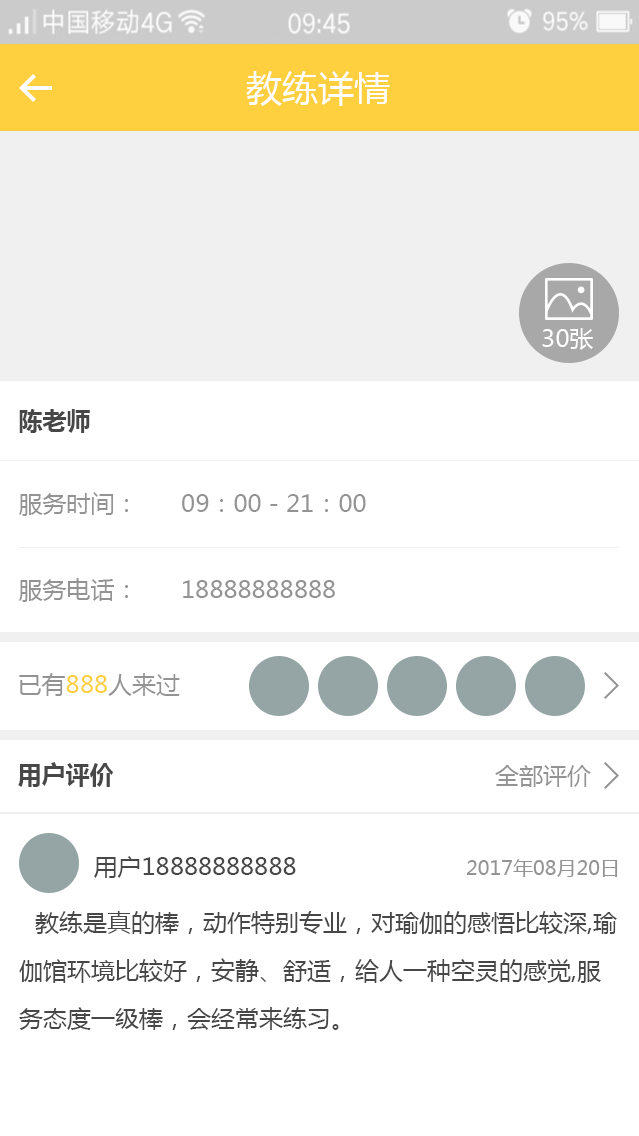 中国移动4G 09:45 95%
教练详情
30张
陈老师
服务时间： 09：00 - 21：00
服务电话： 18888888888
已有888人来过
用户评价 全部评价
用户18888888888 2017年08月20日
教练是真的棒，动作特别专业，对瑜伽的感悟比较深,瑜
伽馆环境比较好，安静、舒适，给人一种空灵的感觉,服
务态度一级棒，会经常来练习。